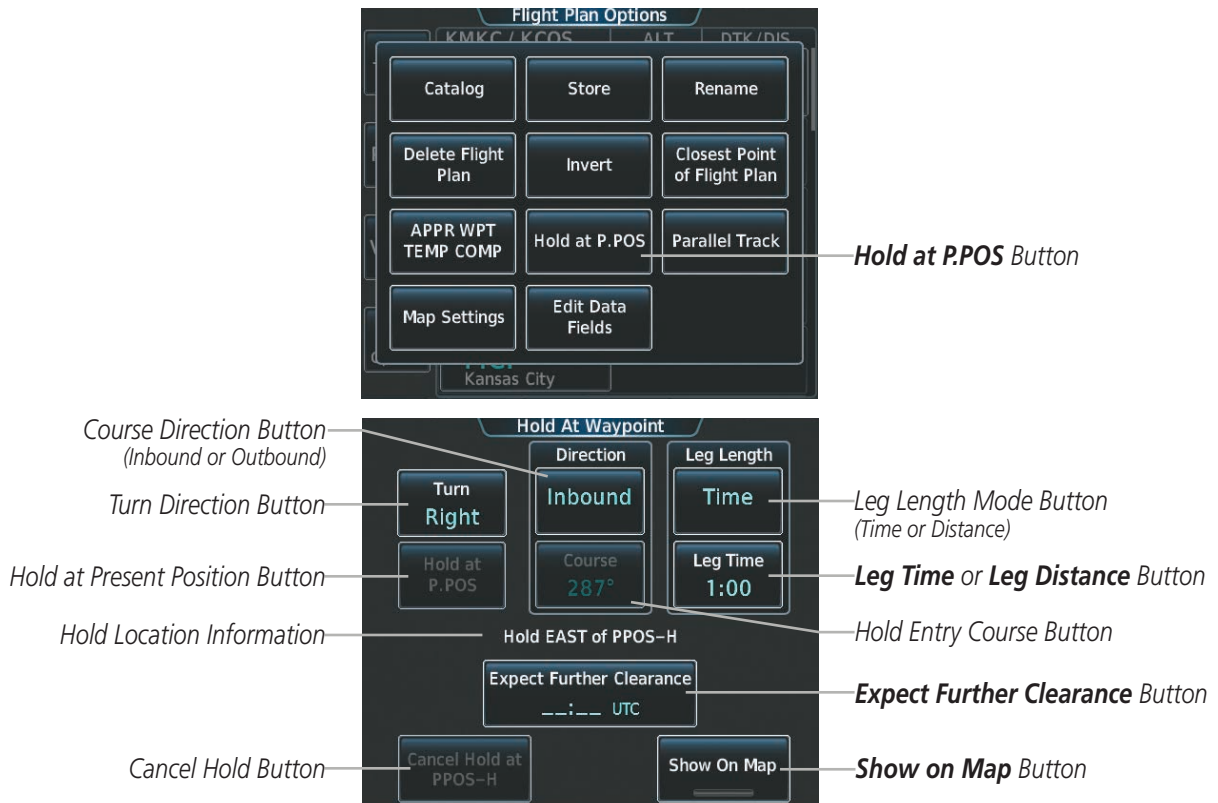 Flight Plan Options
KMKC / KCOS ALT DTK/DIS
Catalog
Store
Rename
Delete Flight
Plan
Invert
Closest Point
of Flight Plan
APPR WPT
TEMP COMP
Hold at P.POS
Parallel Track
Hold at P.POS Button
Map Settings
Edit Data
Fields
Kansas City
Hold At Waypoint
Course Direction Button
(Inbound or Outbound)
Direction
Inbound
Leg Length
Time
Turn Direction Button
Turn
Right
Leg Length Mode Button
(Time or Distance)
Hold at Present Position Button
Hold at
P.POS
Course
287°
Leg Time
1:00
Leg Time or Leg Distance Button
Hold Location Information
Hold EAST of PPOS-H
Hold Entry Course Button
Expect Further Clearance
__:__ UTC
Expect Further Clearance Button
Cancel Hold Button
Cancel Hold at
PPOS-H
Show On Map
Show on Map Button